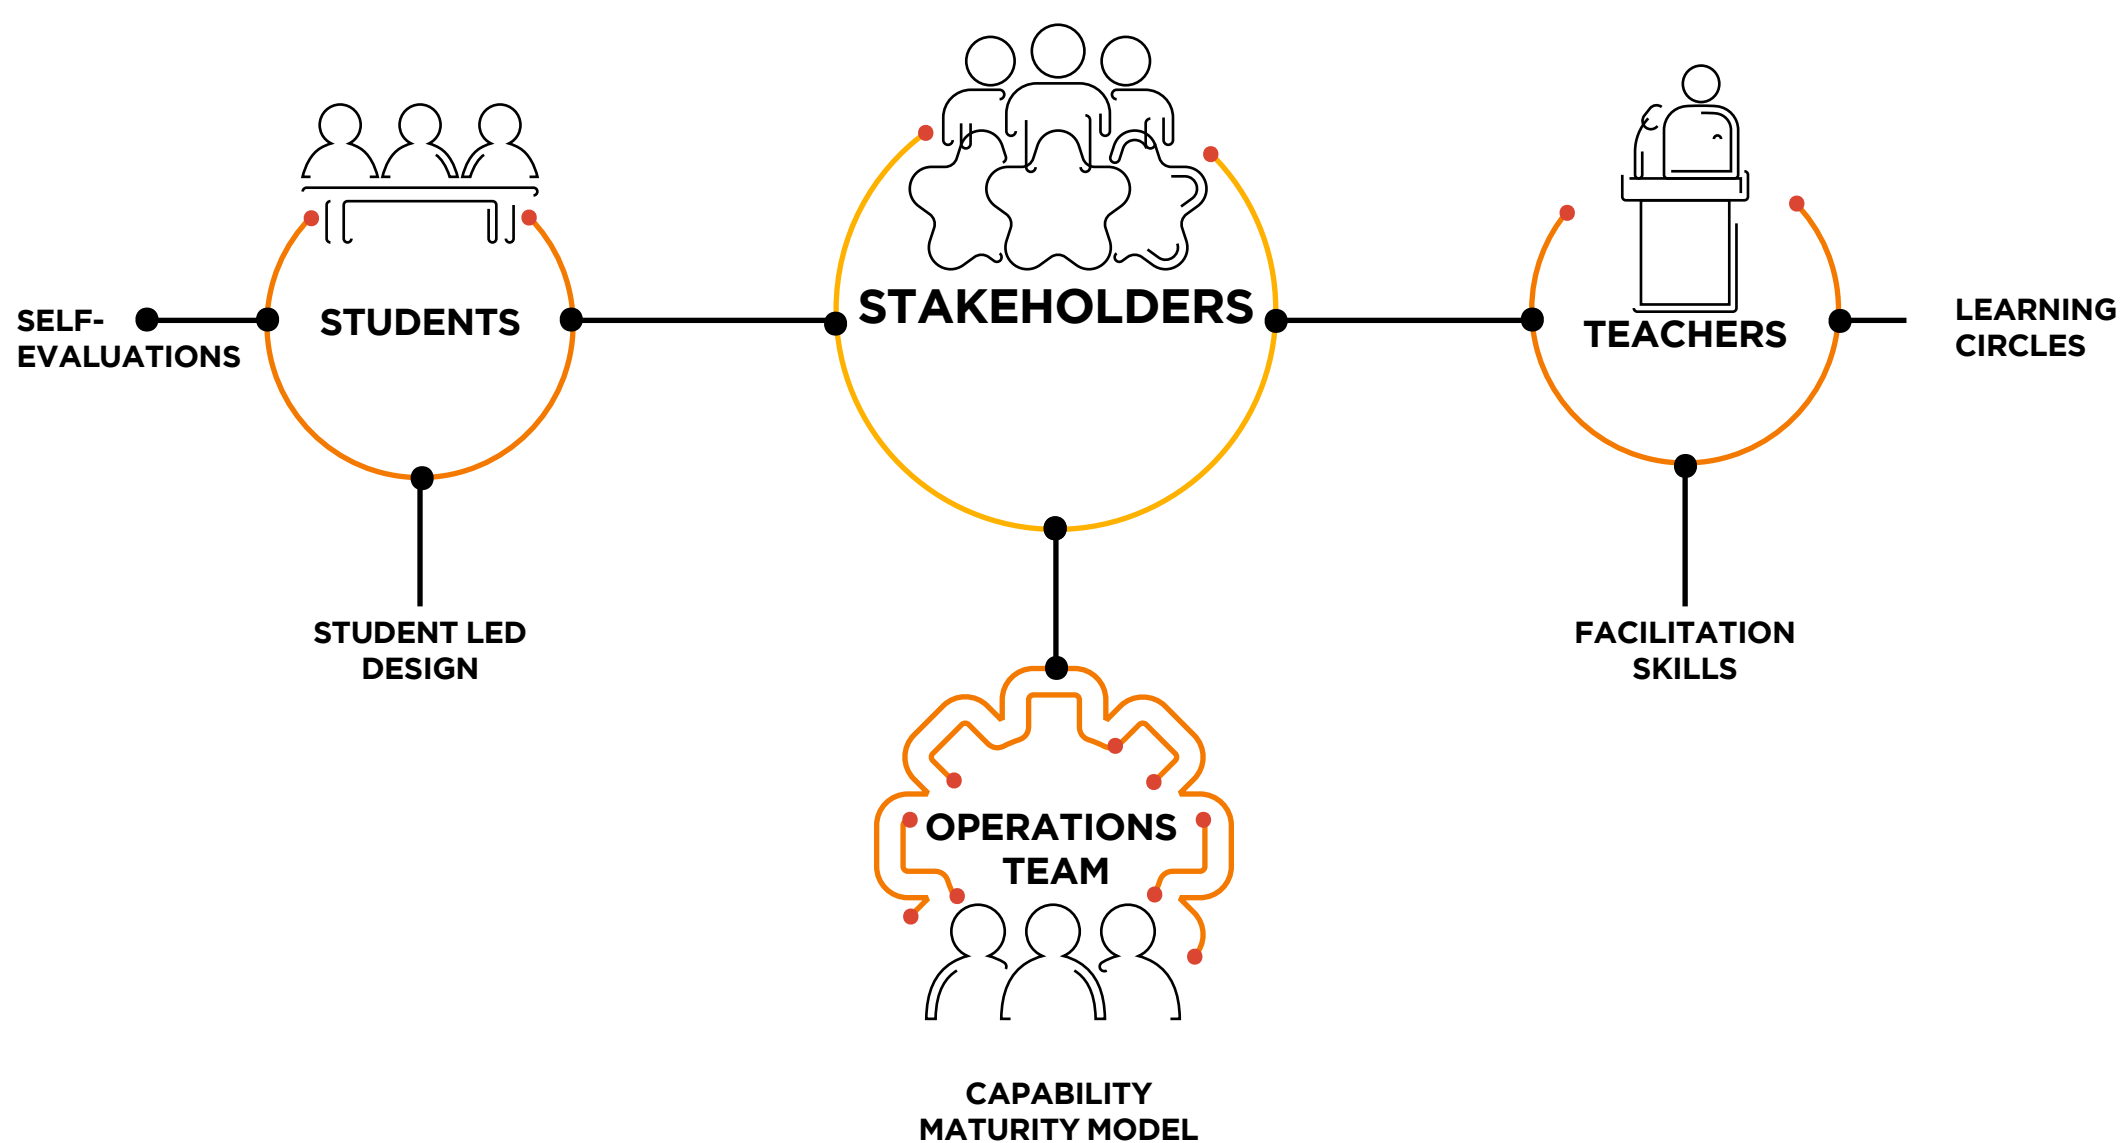 STAKEHOLDERS
STUDENTS
TEACHERS
SELF-
EVALUATIONS
LEARNING
CIRCLES
STUDENT LED
DESIGN
FACILITATION
SKILLS
OPERATIONS
TEAM
CAPABILITY
MATURITY MODEL